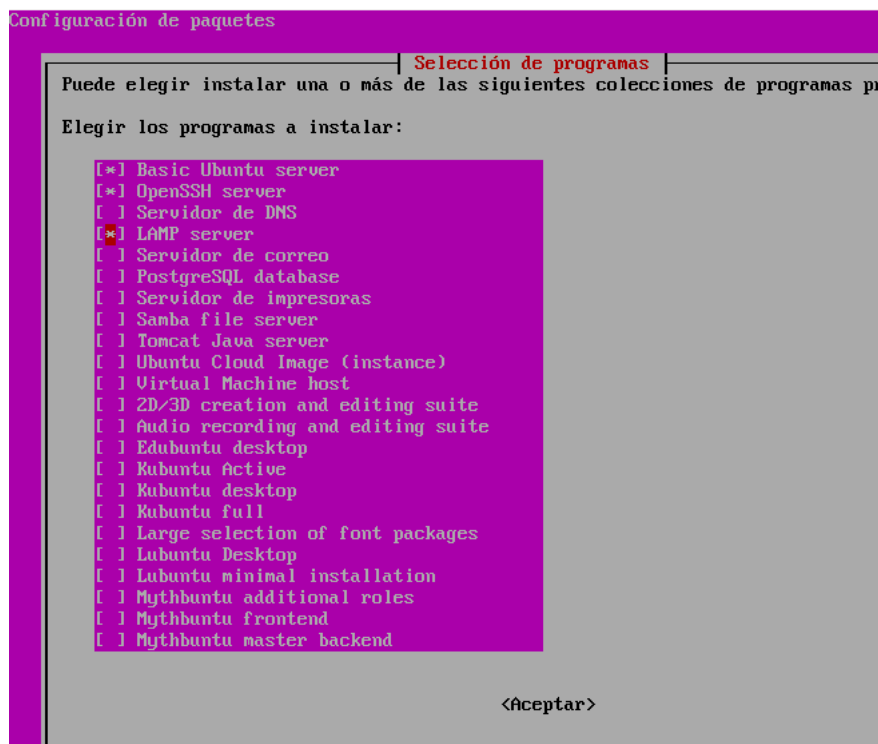 Configuración de paquetes
Selección de programas
Puede elegir instalar una o más de las siguientes colecciones de programas
Elegir los programas a instalar:
[*] Basic Ubuntu server
[*] OpenSSH server
[ ] Servidor de DNS
[*] LAMP server
[ ] Servidor de correo
[ ] PostgreSQL database
[ ] Servidor de impresoras
[ ] Samba file server
[ ] Tomcat Java server
[ ] Ubuntu Cloud Image (instance)
[ ] Virtual Machine host
[ ] 2D/3D creation and editing suite
[ ] Audio recording and editing suite
[ ] Edubuntu desktop
[ ] Kubuntu Active
[ ] Kubuntu desktop
[ ] Kubuntu full
[ ] Large selection of font packages
[ ] Lubuntu Desktop
[ ] Lubuntu minimal installation
[ ] Mythbuntu additional roles
[ ] Mythbuntu frontend
[ ] Mythbuntu master backend
<Aceptar>